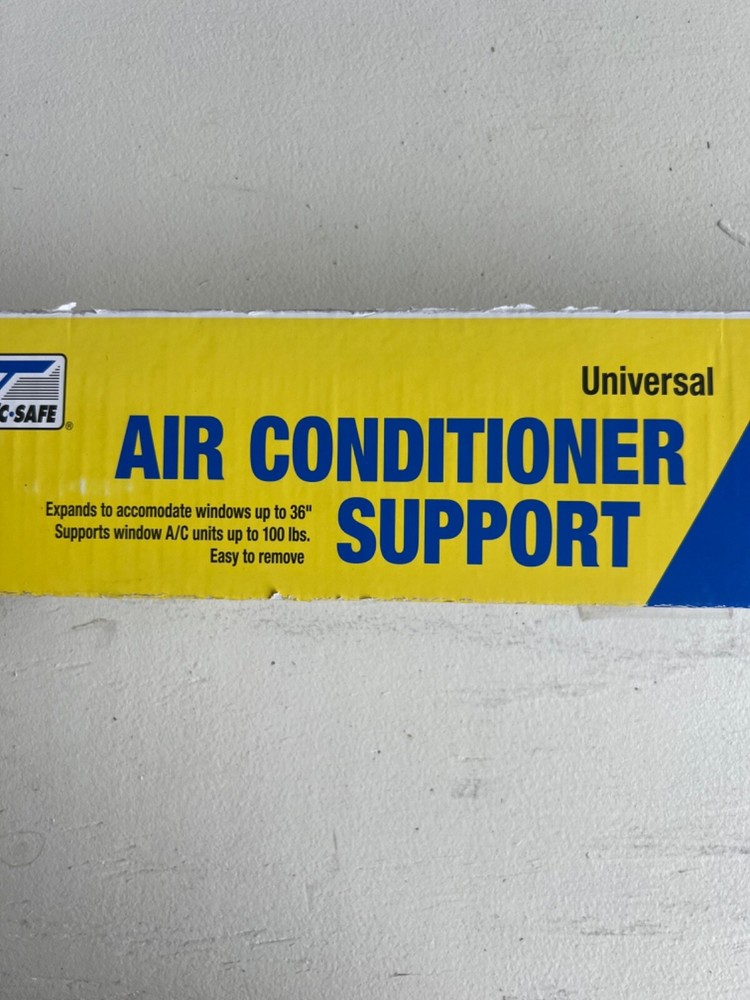 Universal
C·SAFE ®
AIR CONDITIONER
SUPPORT
Expands to accomodate windows up to 36"
Supports window A/C units up to 100 lbs.
Easy to remove